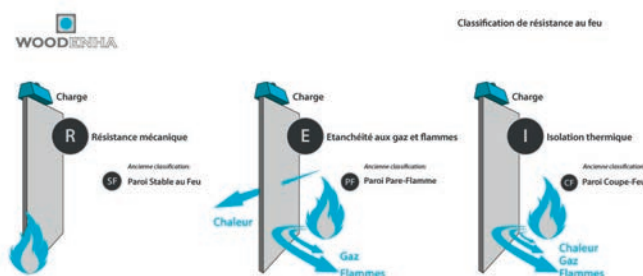 Classification de résistance au feu
WOODENHA
Charge
R Résistance mécanique
Ancienne classification:
SF Paroi Stable au Feu
Charge
E Etanchéité aux gaz et flammes
Ancienne classification:
PF Paroi Pare-Flamme
Chaleur
Gaz
Flammes
Charge
I Isolation thermique
Ancienne classification:
CF Paroi Coupe-Feu
Chaleur
Gaz
Flammes